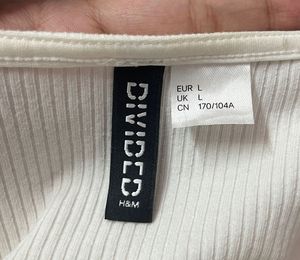 DIVIDED
H&M
EUR L
UK L
CN 170/104A